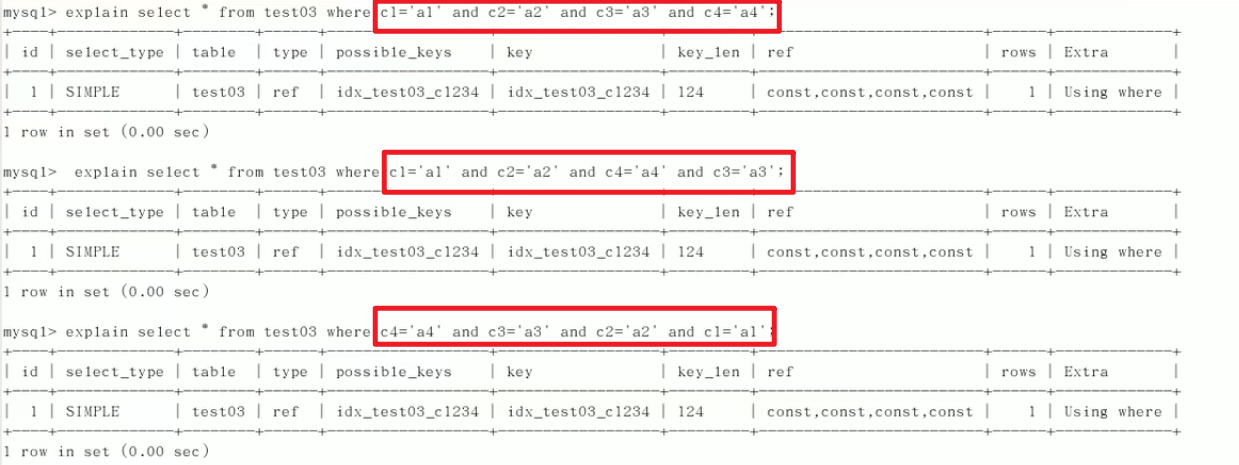 mysql> explain select * from test03 where c1='a1' and c2='a2' and c3='a3' and c4='a4';
| id | select_type | table | type | possible_keys | key | key_len | ref | rows | Extra |
| 1 | SIMPLE | test03 | ref | idx_test03_c1234 | idx_test03_c1234 | 124 | const,const,const,const | 1 | Using where |
1 row in set (0.00 sec)
mysql> explain select * from test03 where c1='a1' and c2='a2' and c4='a4' and c3='a3';
| id | select_type | table | type | possible_keys | key | key_len | ref | rows | Extra |
| 1 | SIMPLE | test03 | ref | idx_test03_c1234 | idx_test03_c1234 | 124 | const,const,const,const | 1 | Using where |
1 row in set (0.00 sec)
mysql> explain select * from test03 where c4='a4' and c3='a3' and c2='a2' and c1='a1';
| id | select_type | table | type | possible_keys | key | key_len | ref | rows | Extra |
| 1 | SIMPLE | test03 | ref | idx_test03_c1234 | idx_test03_c1234 | 124 | const,const,const,const | 1 | Using where |
1 row in set (0.00 sec)